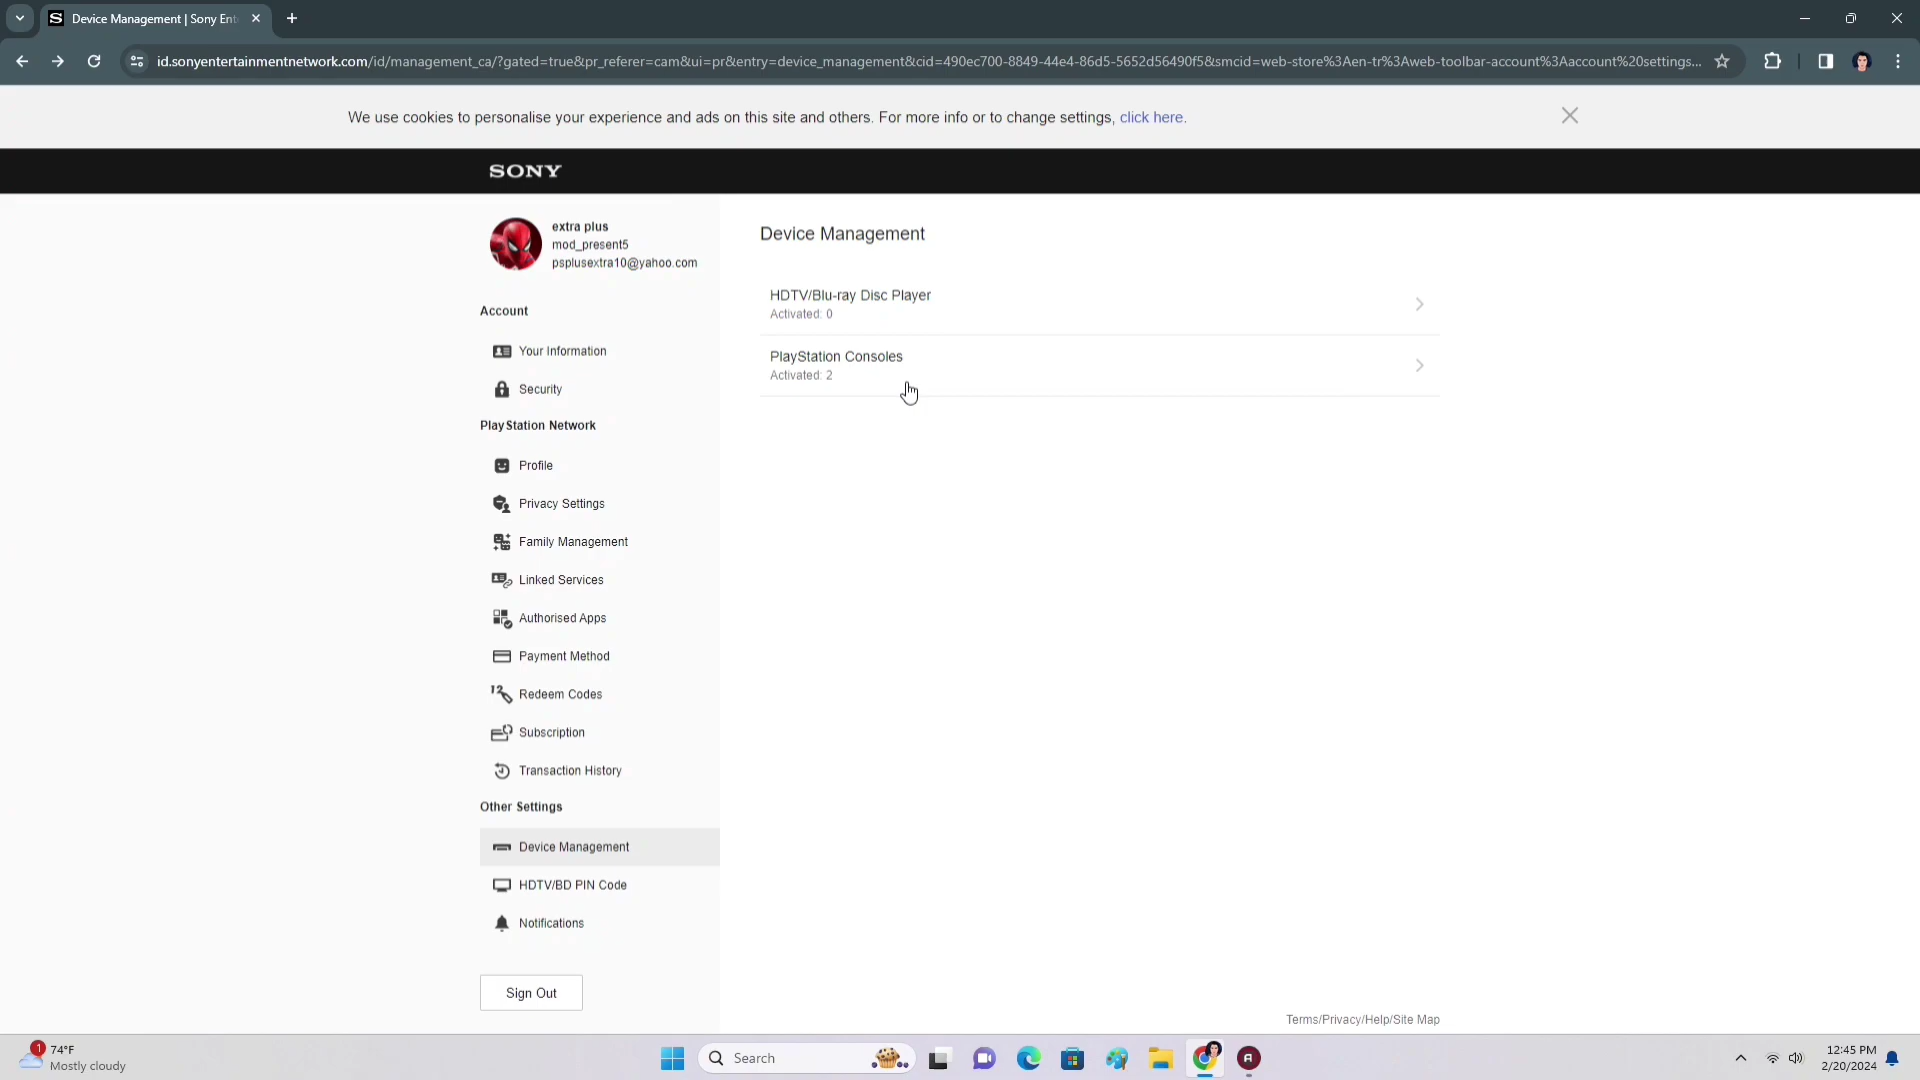 Device Management | Sony Ent
id.sonyentertainmentnetwork.com/id/management_ca/?gated=true&pr_referer=cam&ui=pr&entry=device_management&cid=490ec700-8849-44e4-86d5-5652d56490f5&smcid=web-store%3Aen-tr%3Aweb-toolbar-account%3Aaccount%20settings...
We use cookies to personalise your experience and ads on this site and others. For more info or to change settings, click here.
SONY
extra plus
mod_present5
psplusextra10@yahoo.com
Account
Your Information
Security
PlayStation Network
Profile
Privacy Settings
Family Management
Linked Services
Authorised Apps
Payment Method
Redeem Codes
Subscription
Transaction History
Other Settings
Device Management
HDTV/BD PIN Code
Notifications
Sign Out
Device Management
HDTV/Blu-ray Disc Player
Activated: 0
PlayStation Consoles
Activated: 2
Terms/Privacy/Help/Site Map
1
74°F
Mostly cloudy
Search
12:45 PM
2/20/2024